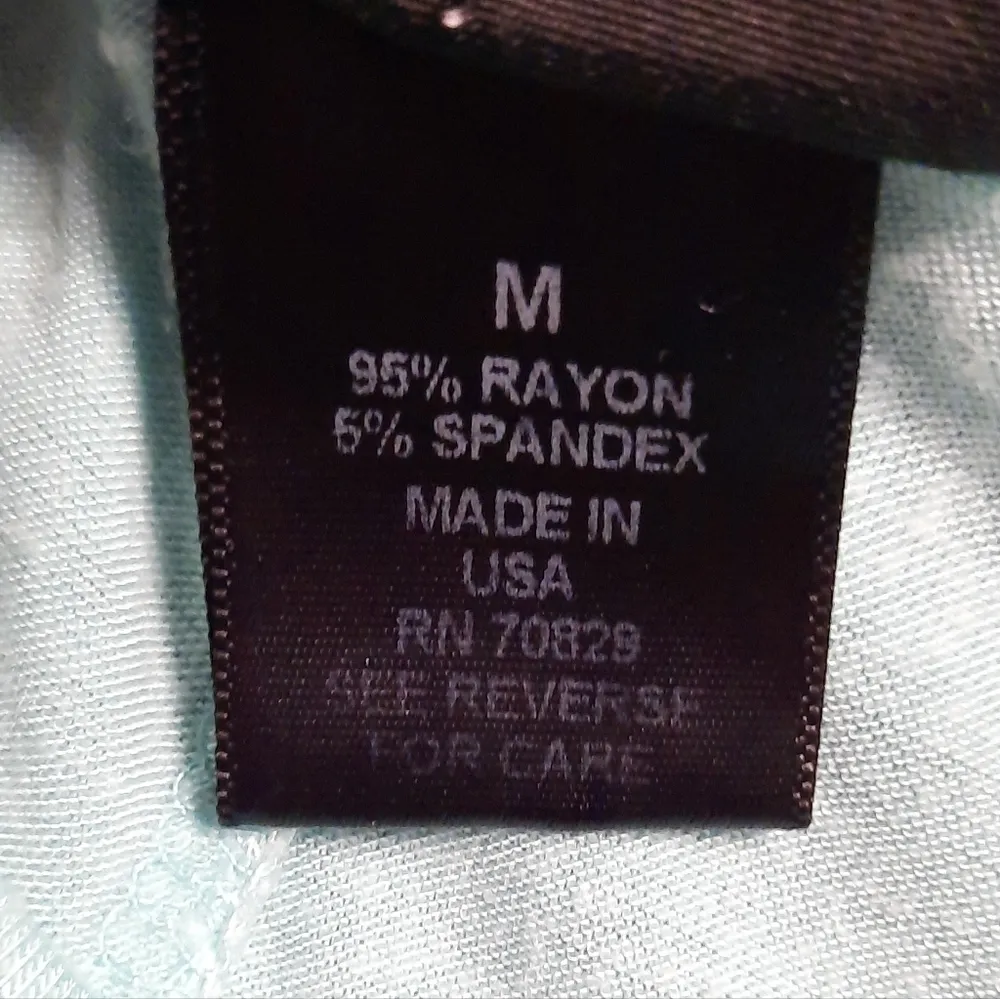 M
95% RAYON
5% SPANDEX
MADE IN
USA
RN 70829
SEE REVERSE
FOR CARE